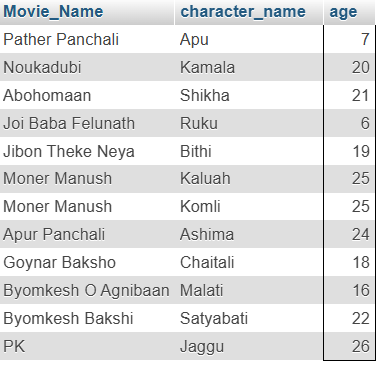 Movie_Name character_name age
Pather Panchali Apu 7
Noukadubi Kamala 20
Abohomaan Shikha 21
Joi Baba Felunath Ruku 6
Jibon Theke Neya Bithi 19
Moner Manush Kaluah 25
Moner Manush Komli 25
Apur Panchali Ashima 24
Goynar Baksho Chaitali 18
Byomkesh O Agnibaan Malati 16
Byomkesh Bakshi Satyabati 22
PK Jaggu 26